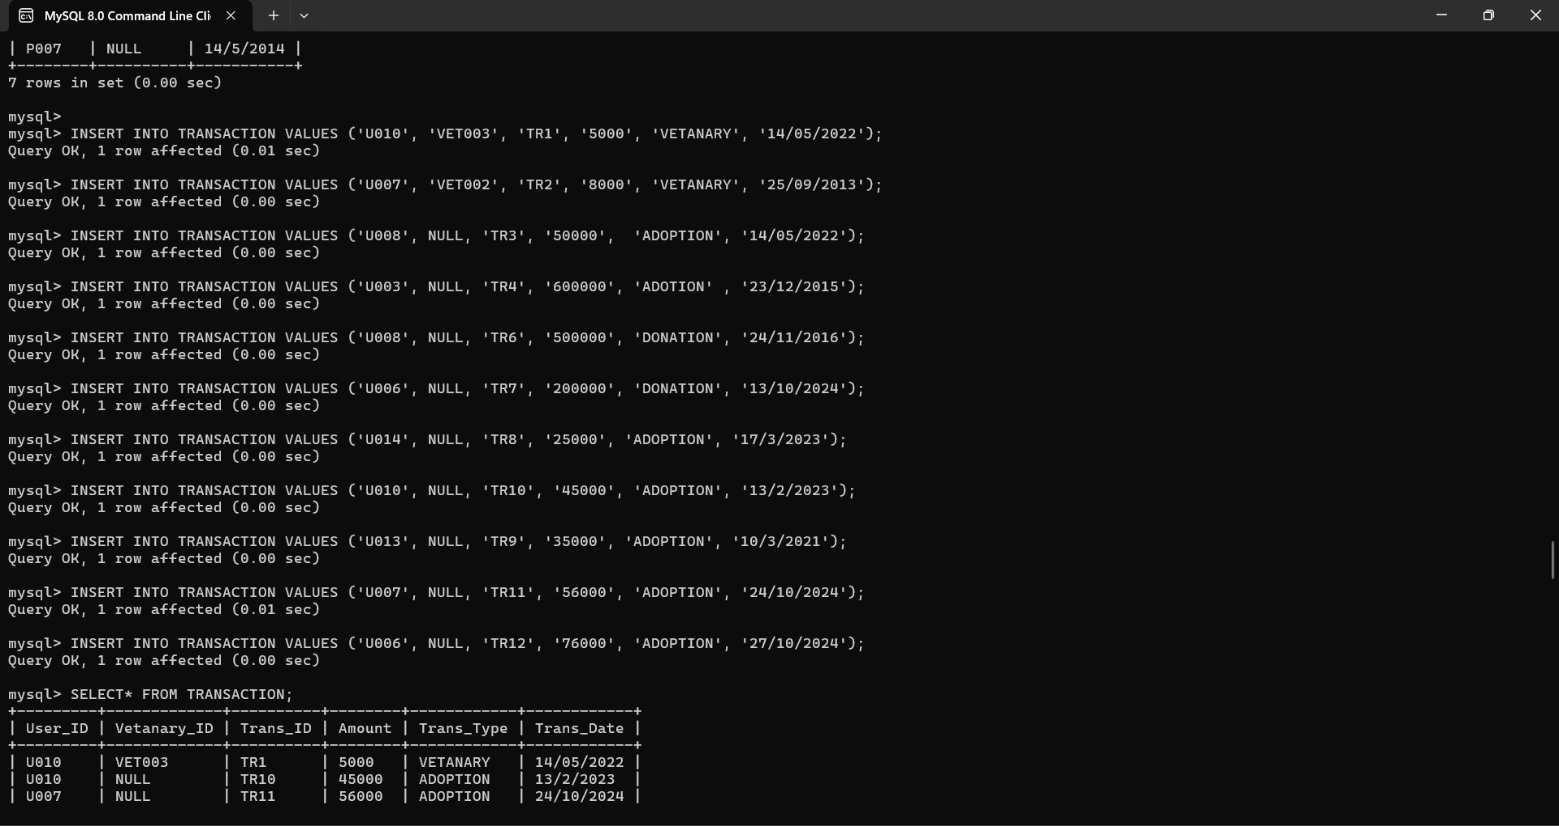 MySQL 8.0 Command Line Cli
| P007   | NULL     | 14/5/2014 |
+--------+----------+-----------+
7 rows in set (0.00 sec)
mysql>
mysql> INSERT INTO TRANSACTION VALUES ('U010', 'VET003', 'TR1', '5000', 'VETANARY', '14/05/2022');
Query OK, 1 row affected (0.01 sec)
mysql> INSERT INTO TRANSACTION VALUES ('U007', 'VET002', 'TR2', '8000', 'VETANARY', '25/09/2013');
Query OK, 1 row affected (0.00 sec)
mysql> INSERT INTO TRANSACTION VALUES ('U008', NULL, 'TR3', '50000',  'ADOPTION', '14/05/2022');
Query OK, 1 row affected (0.00 sec)
mysql> INSERT INTO TRANSACTION VALUES ('U003', NULL, 'TR4', '600000', 'ADOTION' , '23/12/2015');
Query OK, 1 row affected (0.00 sec)
mysql> INSERT INTO TRANSACTION VALUES ('U008', NULL, 'TR6', '500000', 'DONATION', '24/11/2016');
Query OK, 1 row affected (0.00 sec)
mysql> INSERT INTO TRANSACTION VALUES ('U006', NULL, 'TR7', '200000', 'DONATION', '13/10/2024');
Query OK, 1 row affected (0.00 sec)
mysql> INSERT INTO TRANSACTION VALUES ('U014', NULL, 'TR8', '25000', 'ADOPTION', '17/3/2023');
Query OK, 1 row affected (0.00 sec)
mysql> INSERT INTO TRANSACTION VALUES ('U010', NULL, 'TR10', '45000', 'ADOPTION', '13/2/2023');
Query OK, 1 row affected (0.00 sec)
mysql> INSERT INTO TRANSACTION VALUES ('U013', NULL, 'TR9', '35000', 'ADOPTION', '10/3/2021');
Query OK, 1 row affected (0.00 sec)
mysql> INSERT INTO TRANSACTION VALUES ('U007', NULL, 'TR11', '56000', 'ADOPTION', '24/10/2024');
Query OK, 1 row affected (0.01 sec)
mysql> INSERT INTO TRANSACTION VALUES ('U006', NULL, 'TR12', '76000', 'ADOPTION', '27/10/2024');
Query OK, 1 row affected (0.00 sec)
mysql> SELECT* FROM TRANSACTION;
+---------+-------------+----------+--------+------------+------------+
| User_ID | Vetanary_ID | Trans_ID | Amount | Trans_Type | Trans_Date |
+---------+-------------+----------+--------+------------+------------+
| U010    | VET003      | TR1      | 5000   | VETANARY   | 14/05/2022 |
| U010    | NULL        | TR10     | 45000  | ADOPTION   | 13/2/2023  |
| U007    | NULL        | TR11     | 56000  | ADOPTION   | 24/10/2024 |